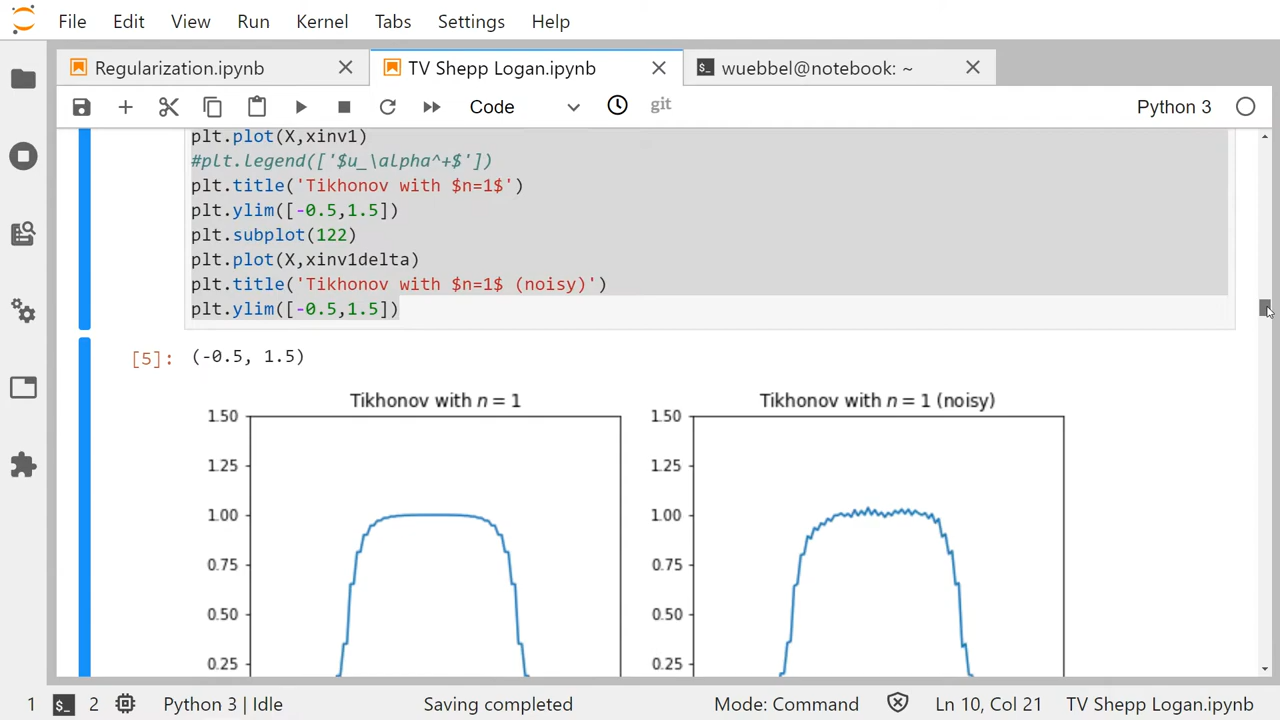 File Edit View Run Kernel Tabs Settings Help
Regularization.ipynb TV Shepp Logan.ipynb wuebbel@notebook: ~
Code git Python 3
plt.plot(X,xinv1)
#plt.legend(['$u_\alpha^+$'])
plt.title('Tikhonov with $n=1$')
plt.ylim([-0.5,1.5])
plt.subplot(122)
plt.plot(X,xinv1delta)
plt.title('Tikhonov with $n=1$ (noisy)')
plt.ylim([-0.5,1.5])
[5]: (-0.5, 1.5)
Tikhonov with n = 1
1.50
1.25
1.00
0.75
0.50
0.25
Tikhonov with n = 1 (noisy)
1.50
1.25
1.00
0.75
0.50
0.25
1 $_ 2 Python 3 | Idle Saving completed Mode: Command Ln 10, Col 21 TV Shepp Logan.ipynb